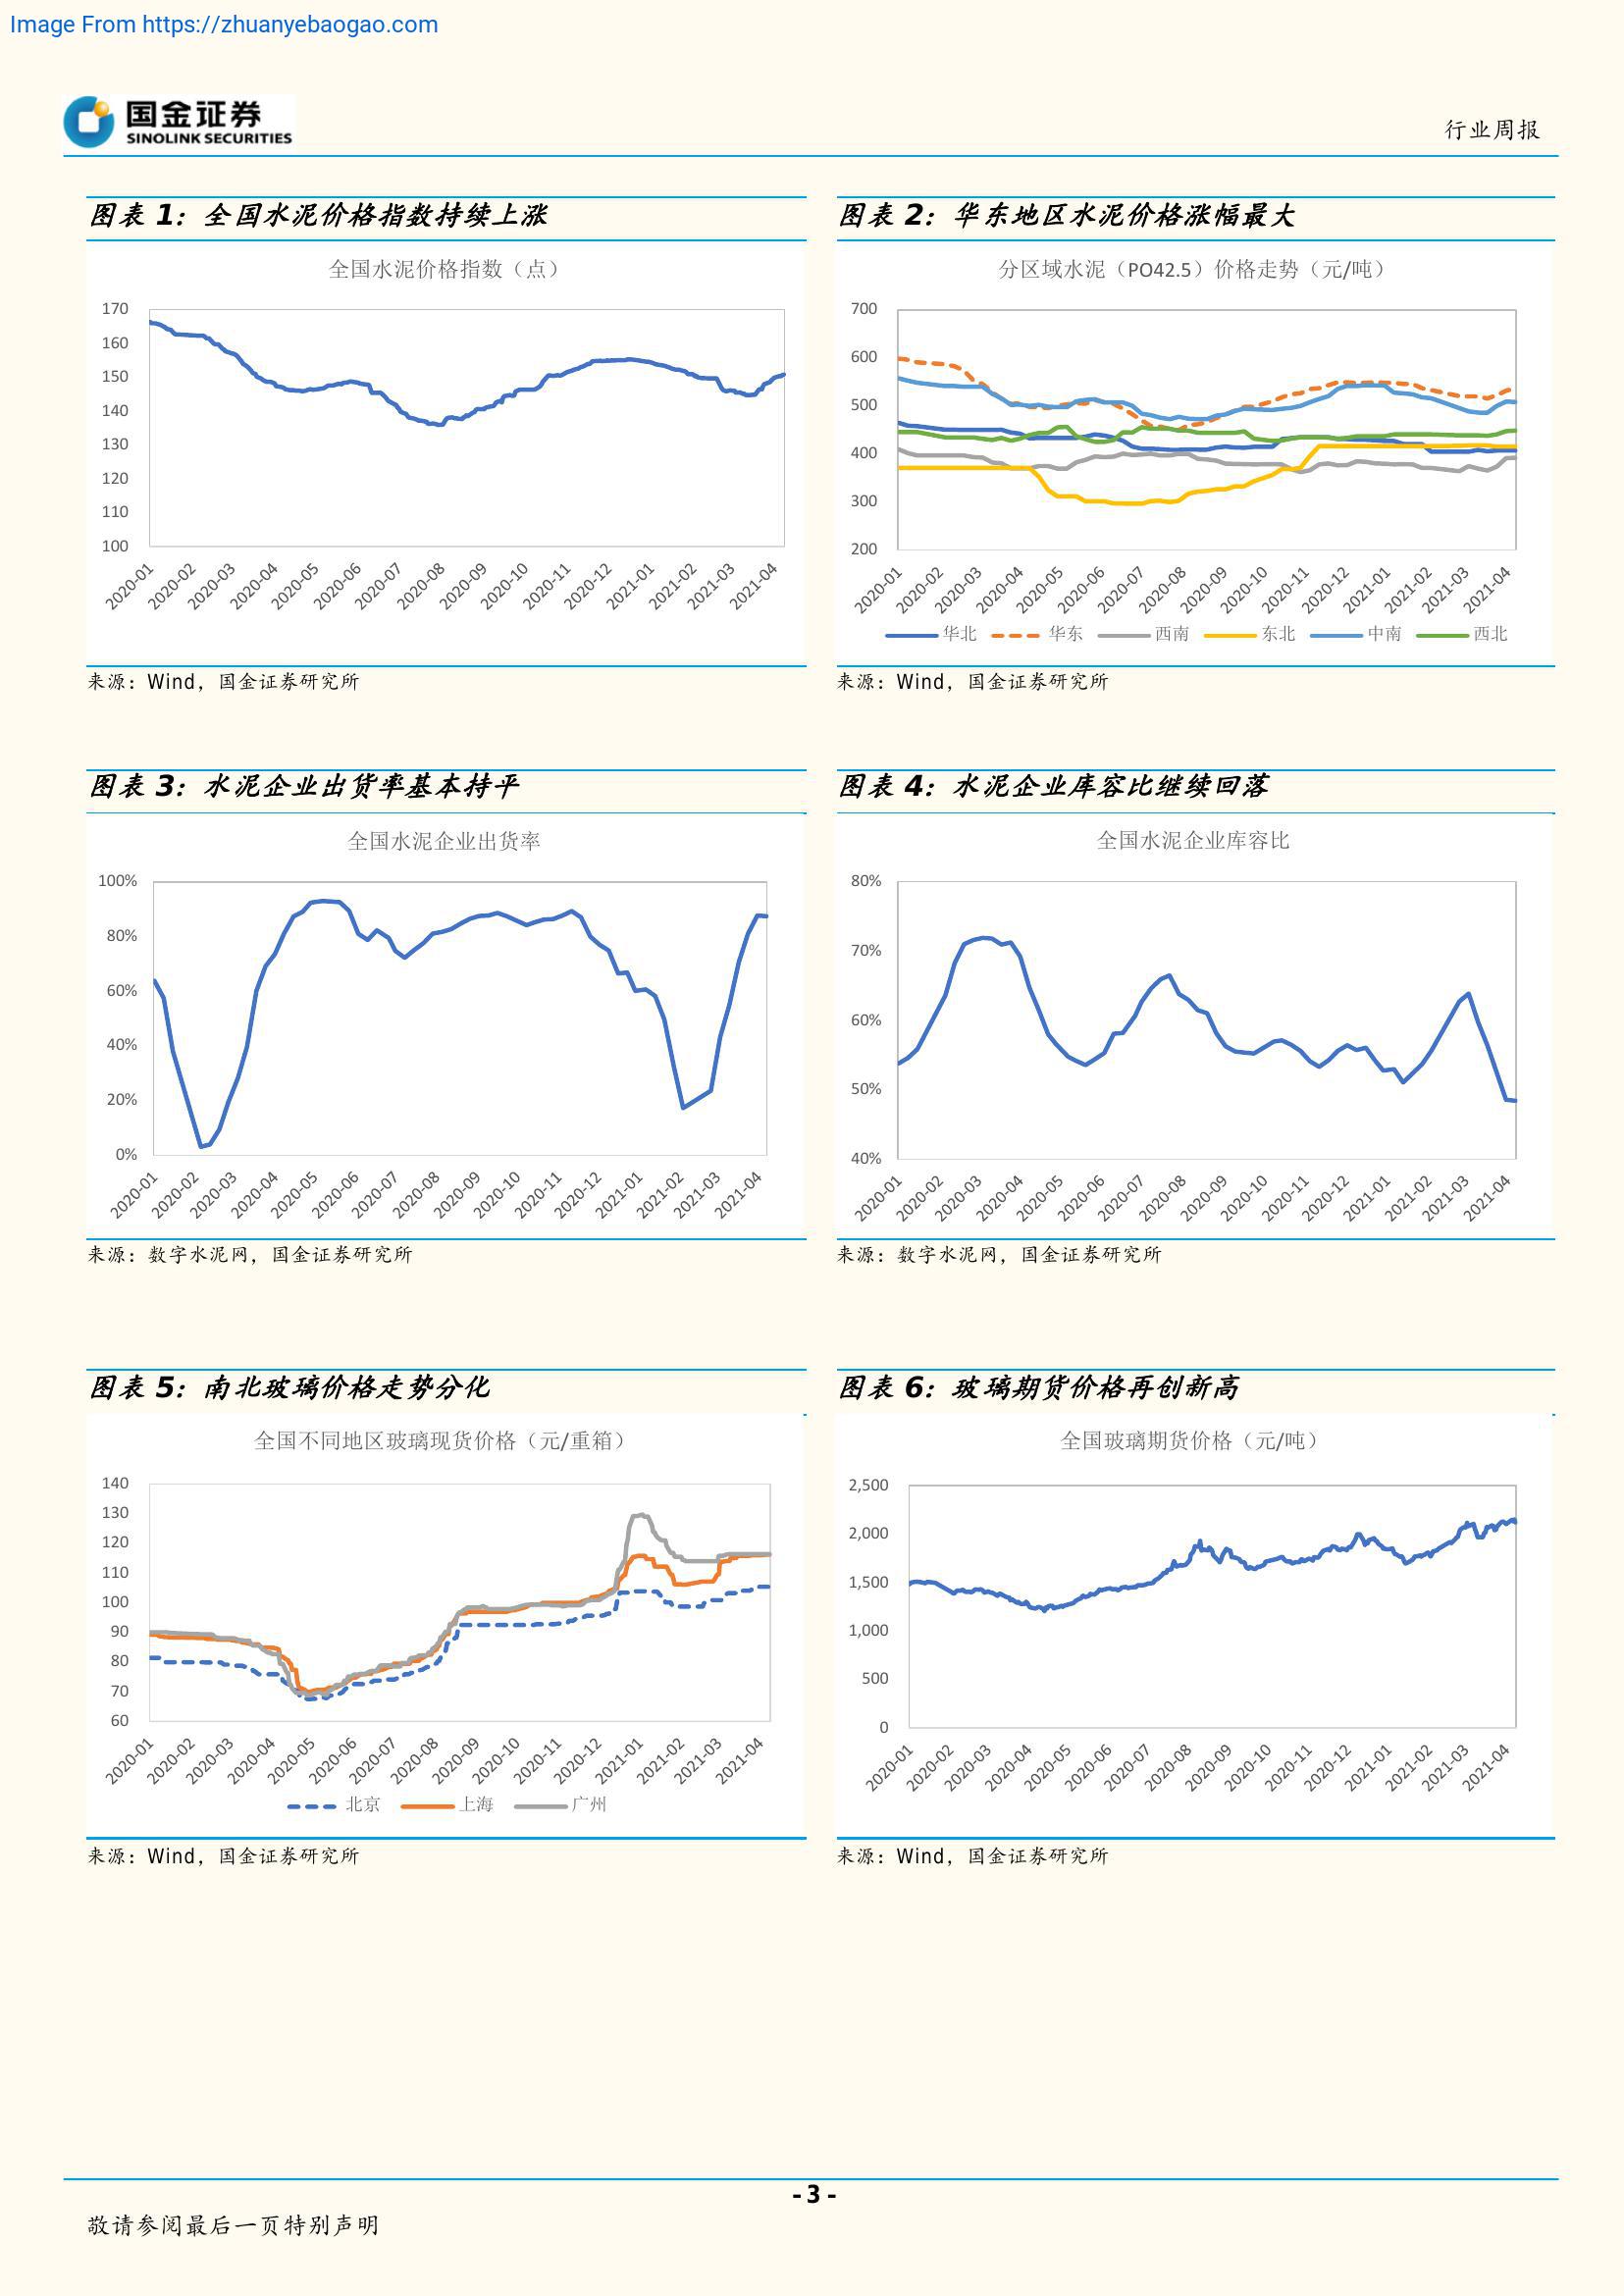 Image From https://zhuanyebaogao.com
国金证券
SINOLINK SECURITIES
行业周报
图表 1：全国水泥价格指数持续上涨
全国水泥价格指数（点）
170
160
150
140
130
120
110
100
2020-01 2020-02 2020-03 2020-04 2020-05 2020-06 2020-07 2020-08 2020-09 2020-10 2020-11 2020-12 2021-01 2021-02 2021-03 2021-04
来源：Wind，国金证券研究所
图表 2：华东地区水泥价格涨幅最大
分区域水泥（PO42.5）价格走势（元/吨）
700
600
500
400
300
200
2020-01 2020-02 2020-03 2020-04 2020-05 2020-06 2020-07 2020-08 2020-09 2020-10 2020-11 2020-12 2021-01 2021-02 2021-03 2021-04
华北 华东 西南 东北 中南 西北
来源：Wind，国金证券研究所
图表 3：水泥企业出货率基本持平
全国水泥企业出货率
100%
80%
60%
40%
20%
0%
2020-01 2020-02 2020-03 2020-04 2020-05 2020-06 2020-07 2020-08 2020-09 2020-10 2020-11 2020-12 2021-01 2021-02 2021-03 2021-04
来源：数字水泥网，国金证券研究所
图表 4：水泥企业库容比继续回落
全国水泥企业库容比
80%
70%
60%
50%
40%
2020-01 2020-02 2020-03 2020-04 2020-05 2020-06 2020-07 2020-08 2020-09 2020-10 2020-11 2020-12 2021-01 2021-02 2021-03 2021-04
来源：数字水泥网，国金证券研究所
图表 5：南北玻璃价格走势分化
全国不同地区玻璃现货价格（元/重箱）
140
130
120
110
100
90
80
70
60
2020-01 2020-02 2020-03 2020-04 2020-05 2020-06 2020-07 2020-08 2020-09 2020-10 2020-11 2020-12 2021-01 2021-02 2021-03 2021-04
北京 上海 广州
来源：Wind，国金证券研究所
图表 6：玻璃期货价格再创新高
全国玻璃期货价格（元/吨）
2,500
2,000
1,500
1,000
500
0
2020-01 2020-02 2020-03 2020-04 2020-05 2020-06 2020-07 2020-08 2020-09 2020-10 2020-11 2020-12 2021-01 2021-02 2021-03 2021-04
来源：Wind，国金证券研究所
- 3 -
敬请参阅最后一页特别声明